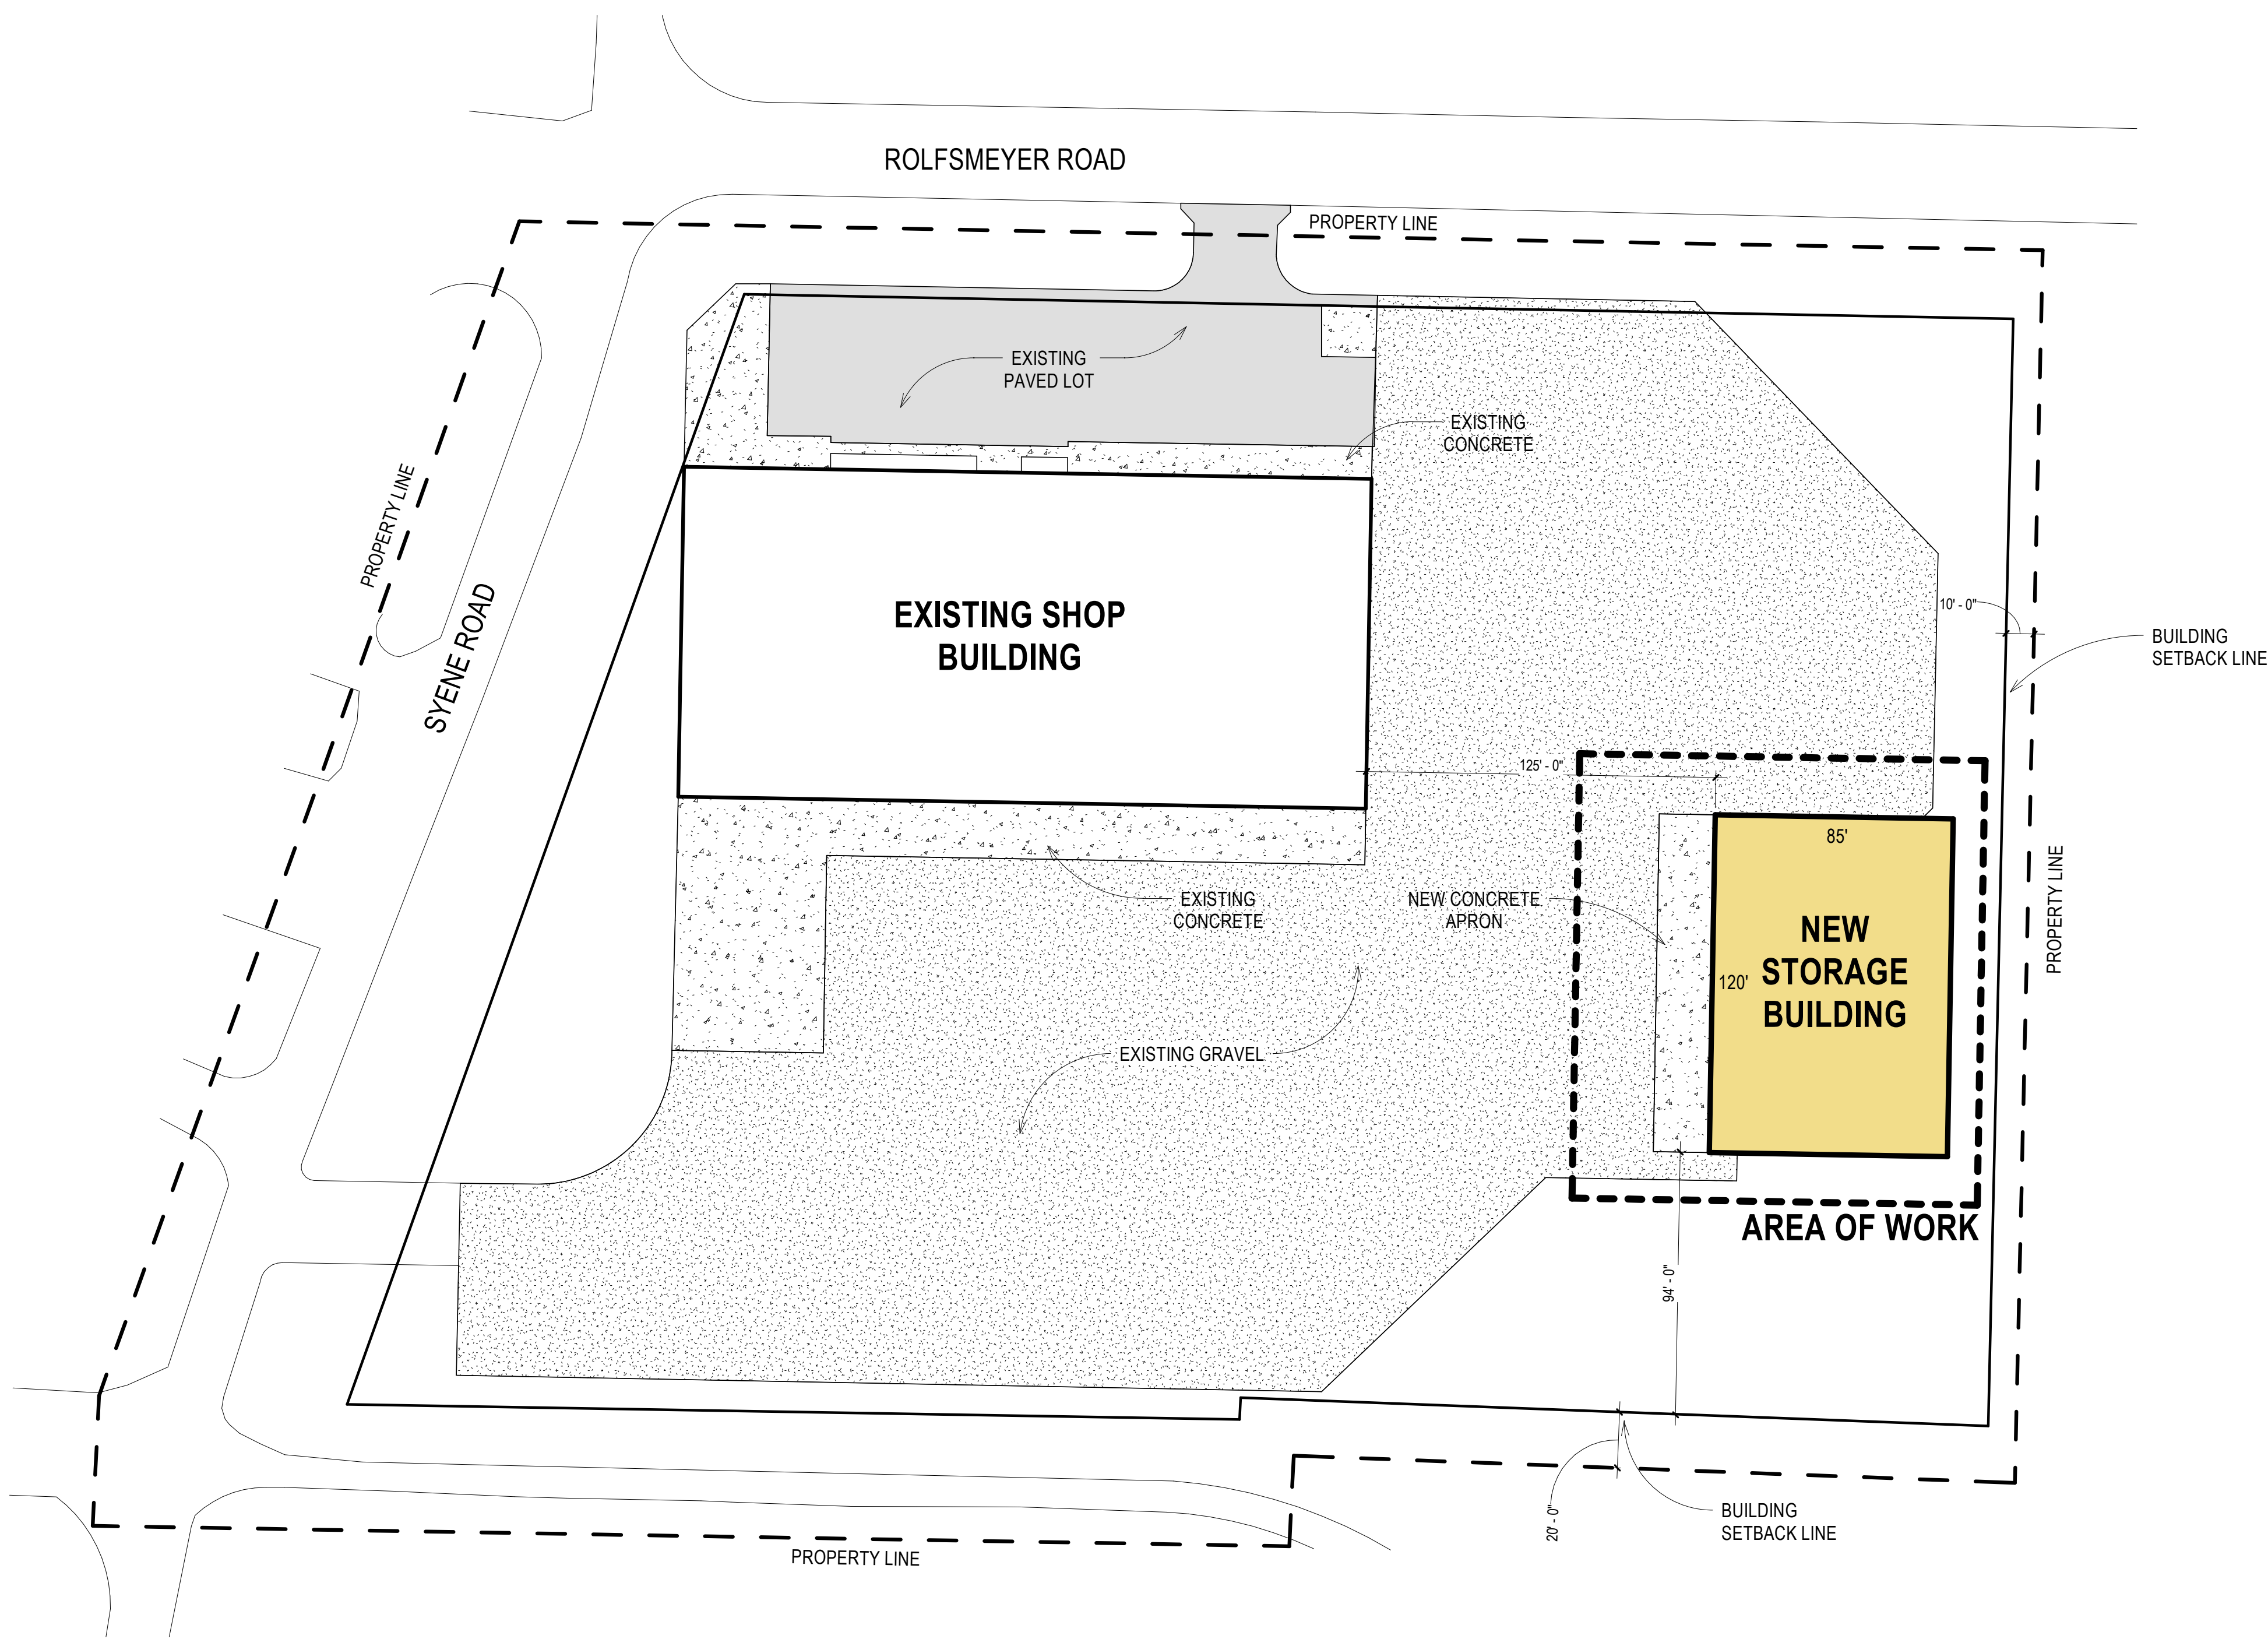 ROLFSMEYER ROAD
PROPERTY LINE
EXISTING
PAVED LOT
EXISTING
CONCRETE
PROPERTY LINE
SYENE ROAD
EXISTING SHOP
BUILDING
10' - 0"
BUILDING
SETBACK LINE
125' - 0"
85'
EXISTING
CONCRETE
NEW CONCRETE
APRON
NEW
STORAGE
BUILDING
120'
PROPERTY LINE
EXISTING GRAVEL
AREA OF WORK
94' - 0"
20' - 0"
BUILDING
SETBACK LINE
PROPERTY LINE